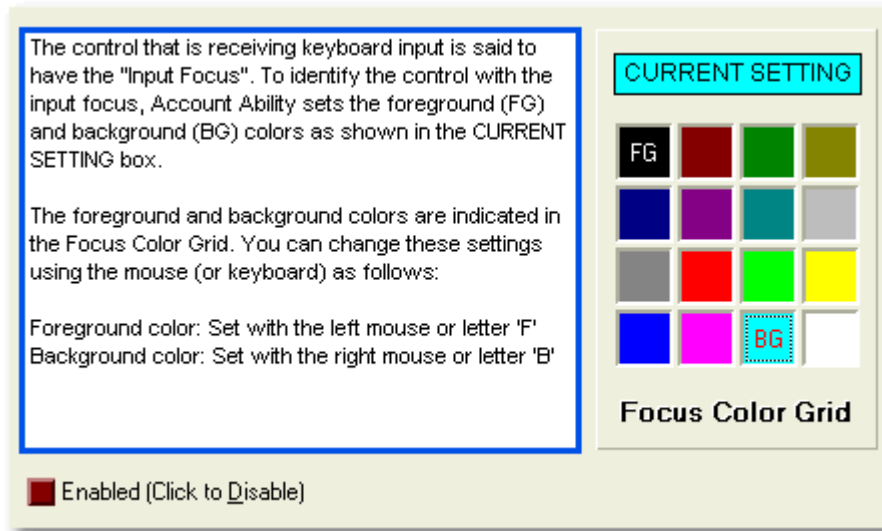 The control that is receiving keyboard input is said to
have the "Input Focus". To identify the control with the
input focus, Account Ability sets the foreground (FG)
and background (BG) colors as shown in the CURRENT
SETTING box.
The foreground and background colors are indicated in
the Focus Color Grid. You can change these settings
using the mouse (or keyboard) as follows:
Foreground color: Set with the left mouse or letter 'F'
Background color: Set with the right mouse or letter 'B'
CURRENT SETTING
FG
BG
Focus Color Grid
Enabled (Click to Disable)